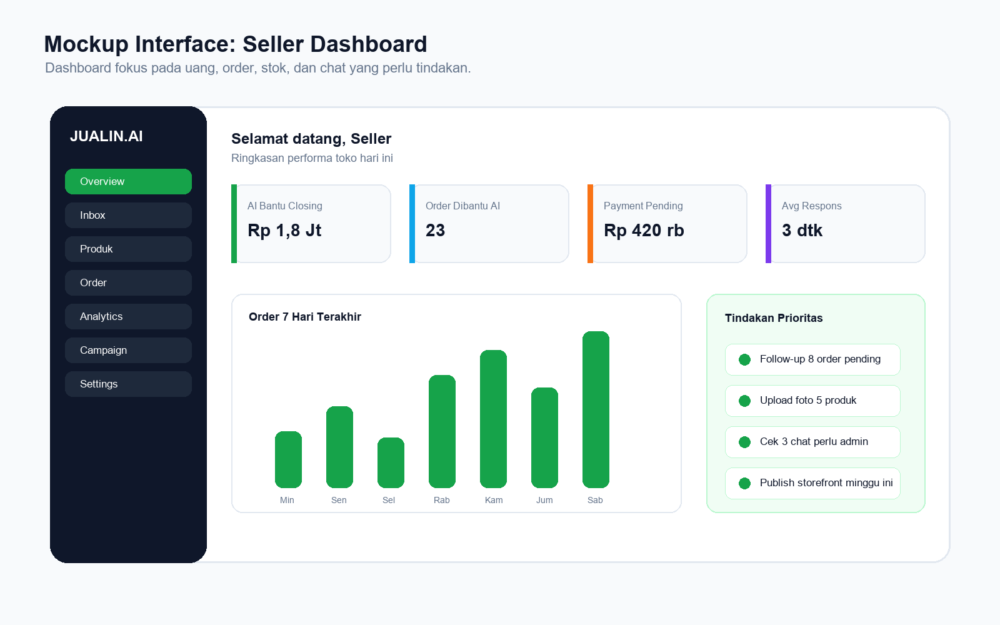 Mockup Interface: Seller Dashboard
Dashboard fokus pada uang, order, stok, dan chat yang perlu tindakan.
JUALIN.AI
Overview
Inbox
Produk
Order
Analytics
Campaign
Settings
Selamat datang, Seller
Ringkasan performa toko hari ini
AI Bantu Closing
Rp 1,8 Jt
Order Dibantu AI
23
Payment Pending
Rp 420 rb
Avg Respons
3 dtk
Order 7 Hari Terakhir
Min Sen Sel Rab Kam Jum Sab
Tindakan Prioritas
Follow-up 8 order pending
Upload foto 5 produk
Cek 3 chat perlu admin
Publish storefront minggu ini